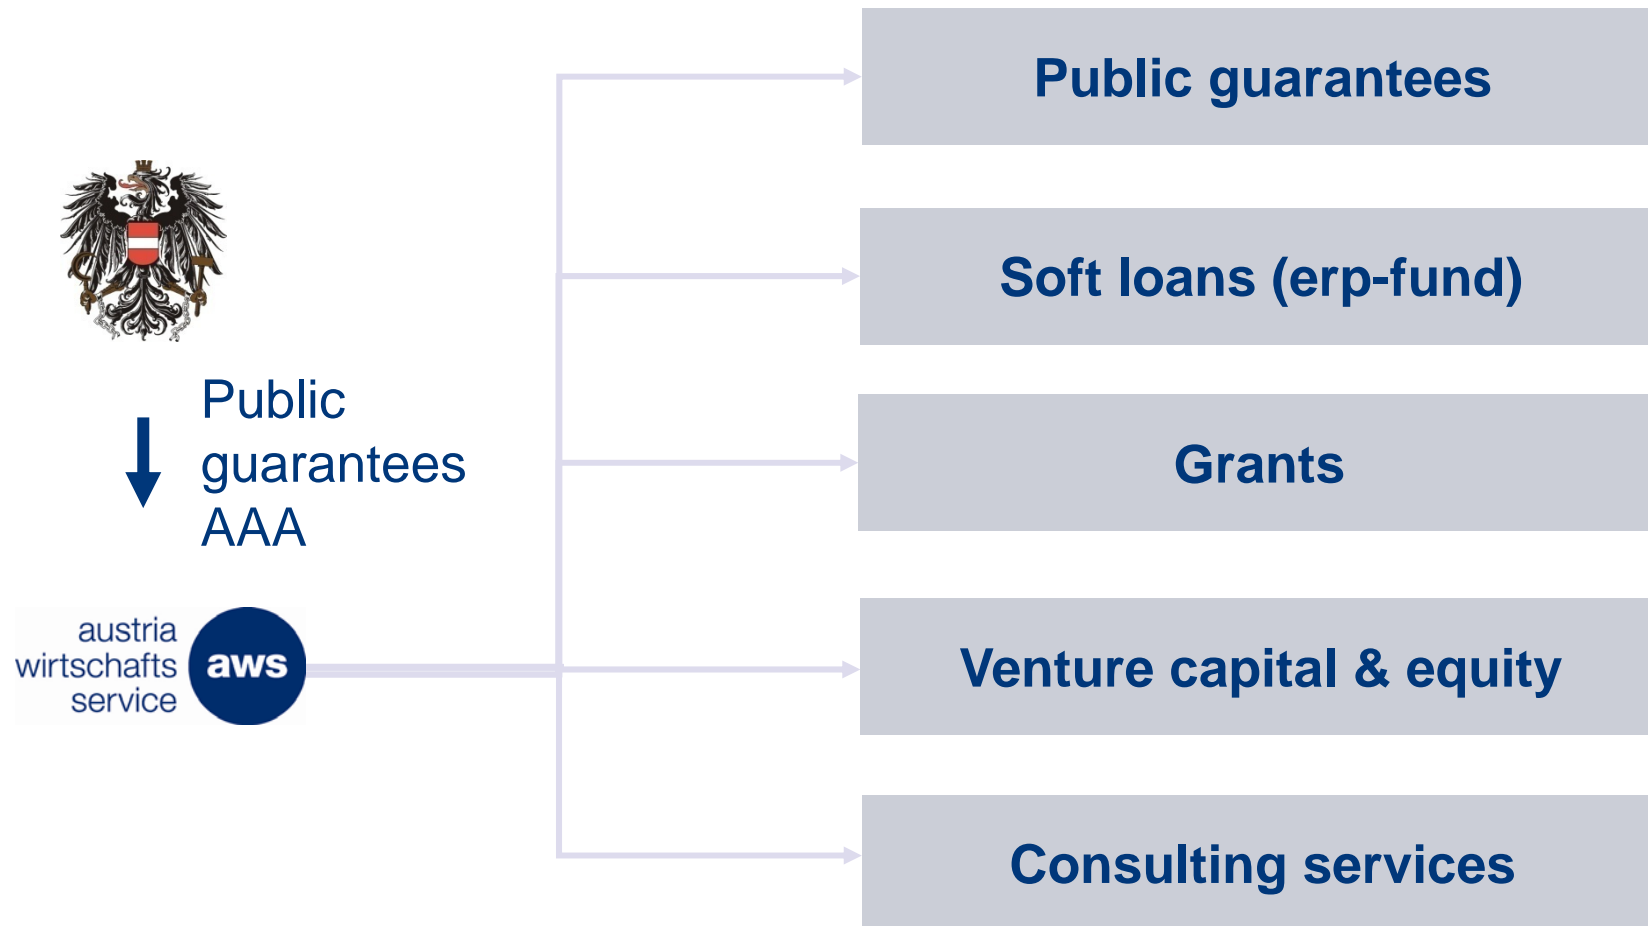 Public guarantees
Soft loans (erp-fund)
Grants
Venture capital & equity
Consulting services
Public
guarantees
AAA
austria
wirtschafts
service
aws